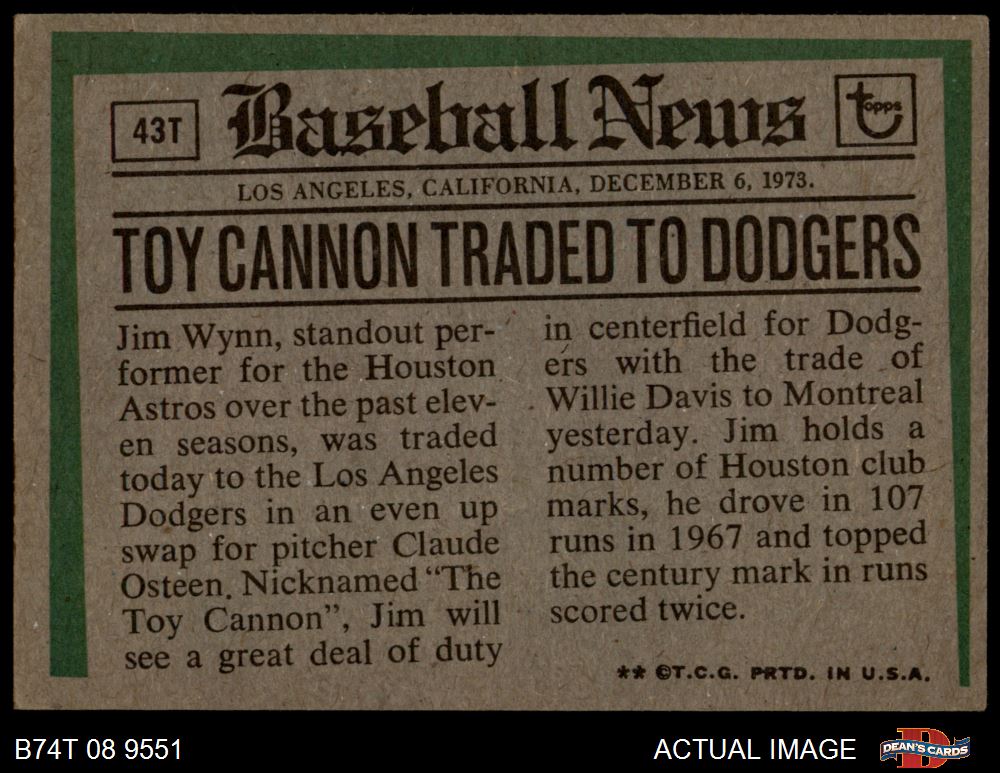 43T
Baseball News
topps
LOS ANGELES, CALIFORNIA, DECEMBER 6, 1973.
TOY CANNON TRADED TO DODGERS
Jim Wynn, standout per-
former for the Houston
Astros over the past elev-
en seasons, was traded
today to the Los Angeles
Dodgers in an even up
swap for pitcher Claude
Osteen. Nicknamed "The
Toy Cannon", Jim will
see a great deal of duty
in centerfield for Dodg-
ers with the trade of
Willie Davis to Montreal
yesterday. Jim holds a
number of Houston club
marks, he drove in 107
runs in 1967 and topped
the century mark in runs
scored twice.
** ©T.C.G. PRTD. IN U.S.A.
B74T 08 9551
ACTUAL IMAGE
DEAN'S CARDS